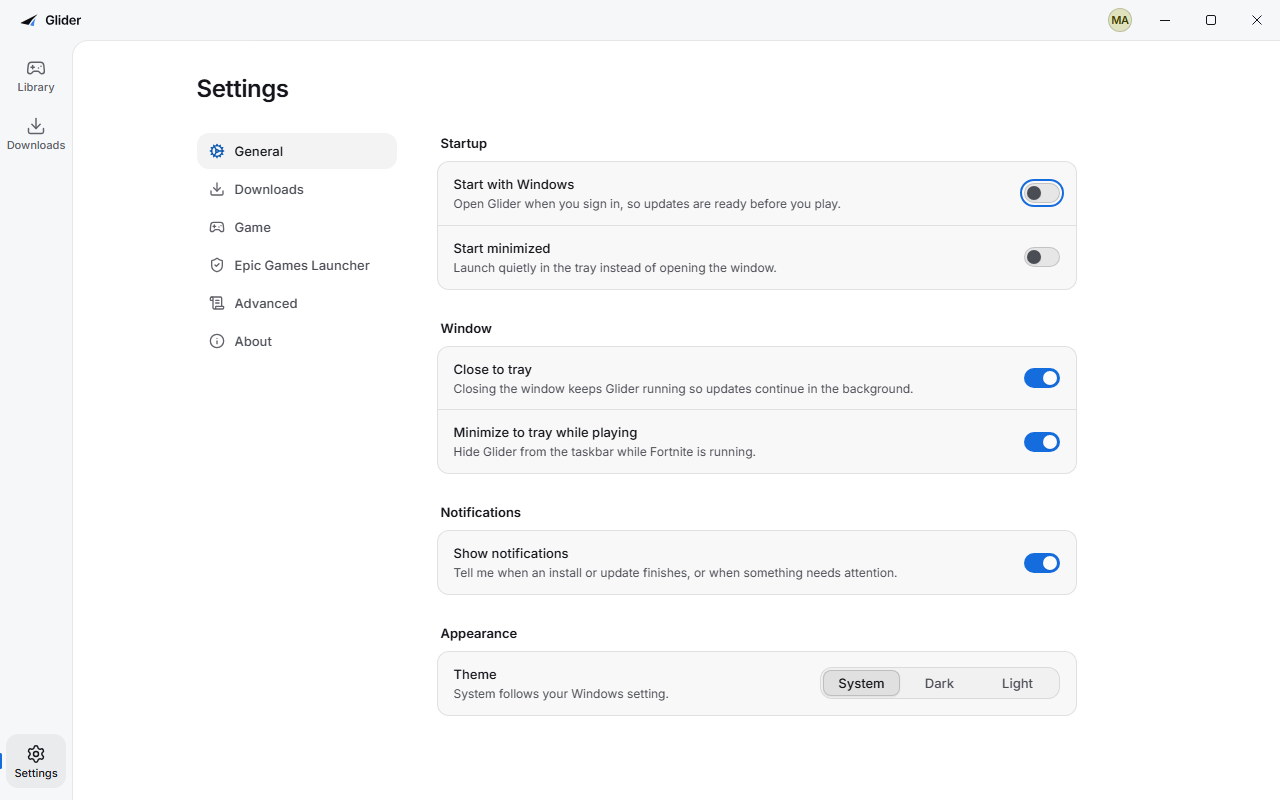 Glider
MA
Library
Downloads
Settings
Settings
General
Downloads
Game
Epic Games Launcher
Advanced
About
Startup
Start with Windows
Open Glider when you sign in, so updates are ready before you play.
Start minimized
Launch quietly in the tray instead of opening the window.
Window
Close to tray
Closing the window keeps Glider running so updates continue in the background.
Minimize to tray while playing
Hide Glider from the taskbar while Fortnite is running.
Notifications
Show notifications
Tell me when an install or update finishes, or when something needs attention.
Appearance
Theme
System follows your Windows setting.
System Dark Light